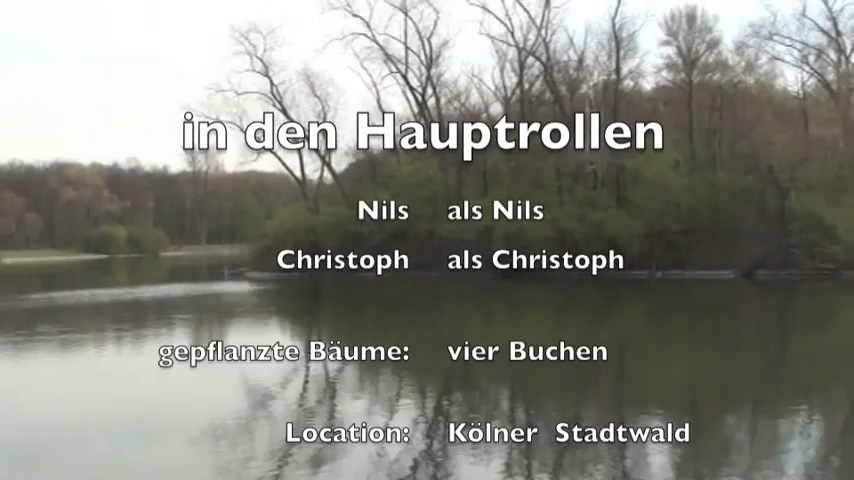 in den Hauptrollen
Nils als Nils
Christoph als Christoph
gepflanzte Bäume: vier Buchen
Location: Kölner Stadtwald